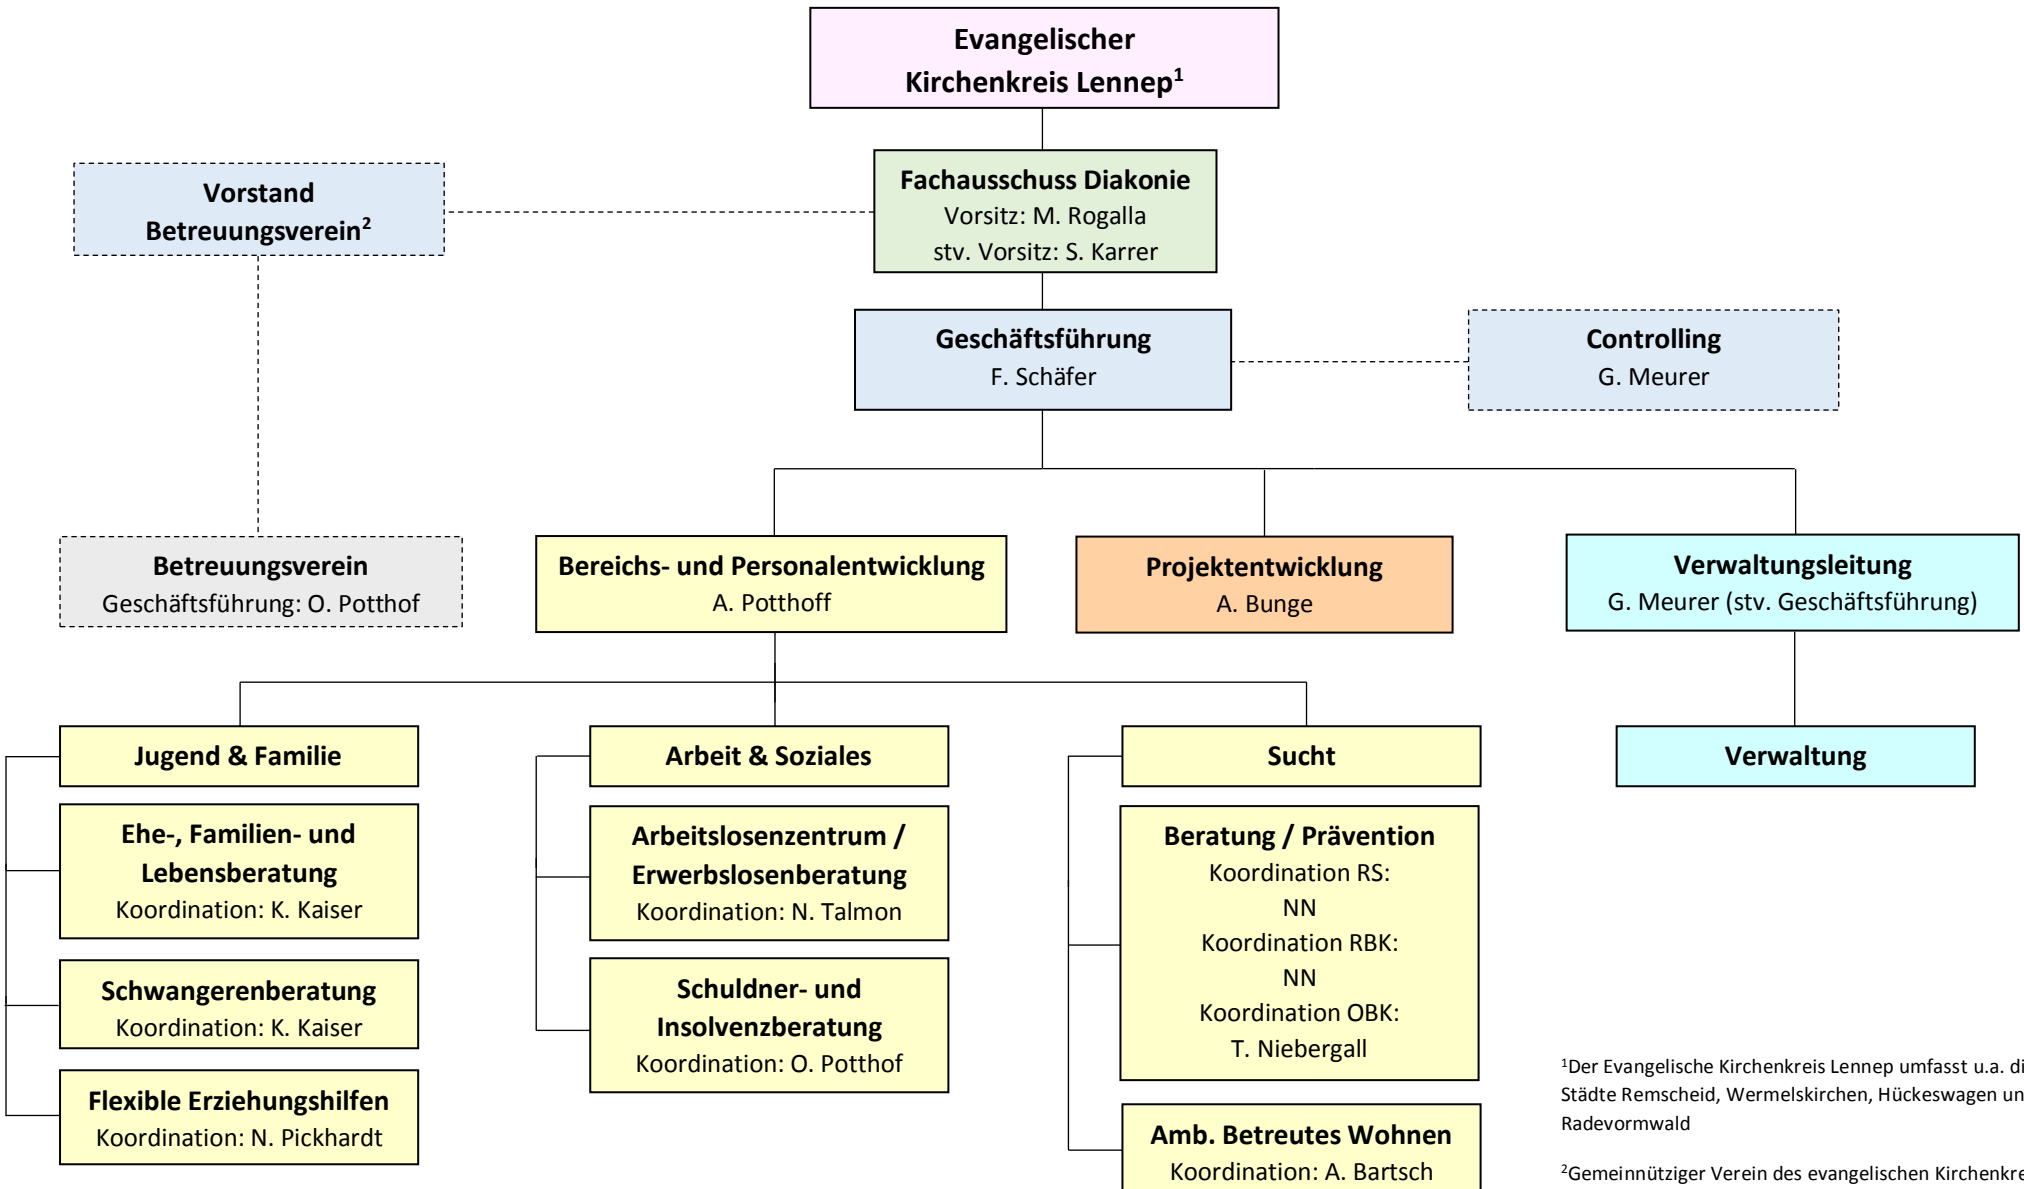 Evangelischer
Kirchenkreis Lennep¹
Vorstand
Betreuungsverein²
Fachausschuss Diakonie
Vorsitz: M. Rogalla
stv. Vorsitz: S. Karrer
Geschäftsführung
F. Schäfer
Controlling
G. Meurer
Betreuungsverein
Geschäftsführung: O. Potthof
Bereichs- und Personalentwicklung
A. Potthoff
Projektentwicklung
A. Bunge
Verwaltungsleitung
G. Meurer (stv. Geschäftsführung)
Jugend & Familie
Ehe-, Familien- und
Lebensberatung
Koordination: K. Kaiser
Schwangerenberatung
Koordination: K. Kaiser
Flexible Erziehungshilfen
Koordination: N. Pickhardt
Arbeit & Soziales
Arbeitslosenzentrum /
Erwerbslosenberatung
Koordination: N. Talmon
Schuldner- und
Insolvenzberatung
Koordination: O. Potthof
Sucht
Beratung / Prävention
Koordination RS:
NN
Koordination RBK:
NN
Koordination OBK:
T. Niebergall
Amb. Betreutes Wohnen
Koordination: A. Bartsch
Verwaltung
¹Der Evangelische Kirchenkreis Lennep umfasst u.a. di
Städte Remscheid, Wermelskirchen, Hückeswagen un
Radevormwald
²Gemeinnütziger Verein des evangelischen Kirchenkre